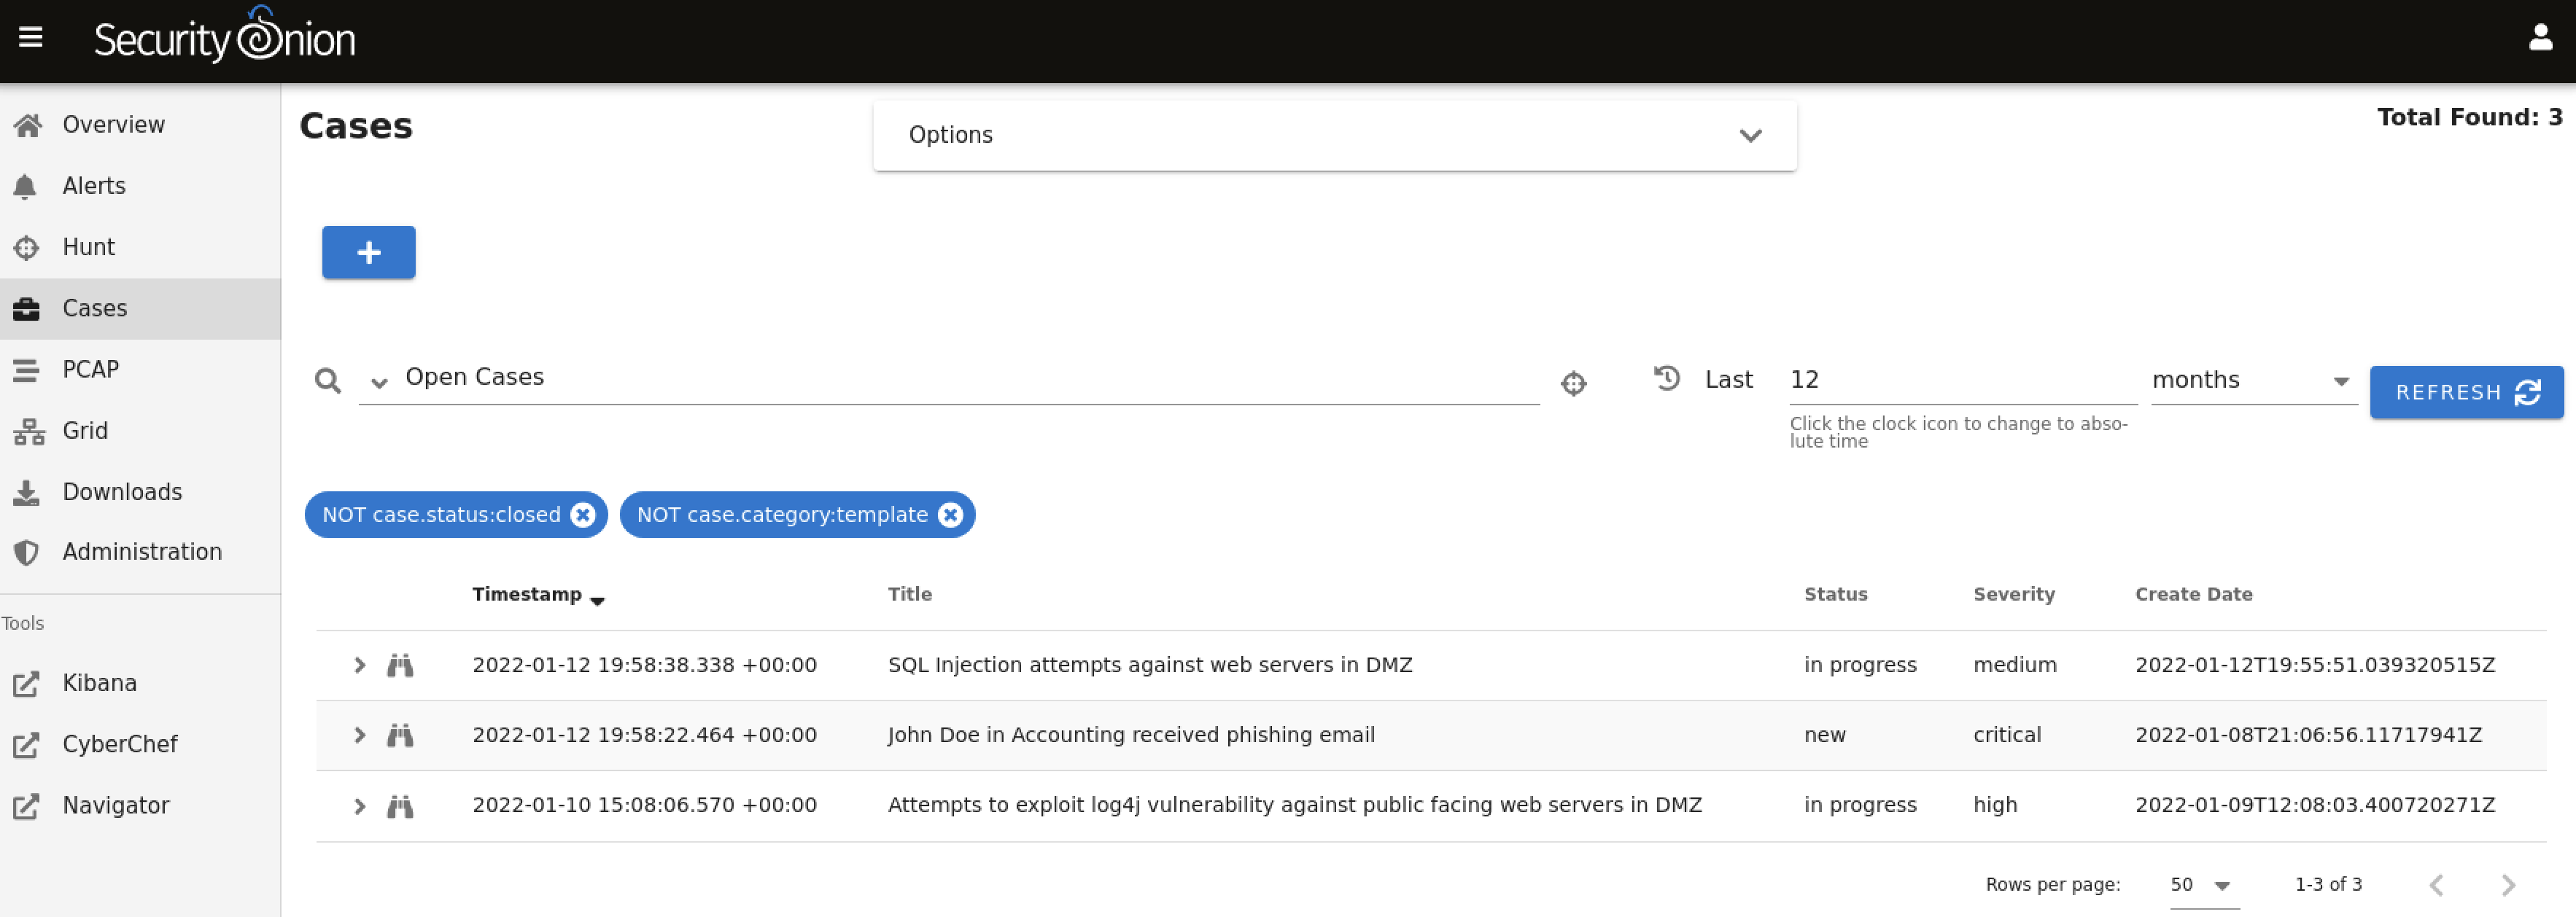 Security Onion
Overview
Alerts
Hunt
Cases
PCAP
Grid
Downloads
Administration
Tools
Kibana
CyberChef
Navigator
Cases
Options
Total Found: 3
Open Cases
Last 12 months
REFRESH
Click the clock icon to change to abso-
lute time
NOT case.status:closed NOT case.category:template
Timestamp Title Status Severity Create Date
2022-01-12 19:58:38.338 +00:00 SQL Injection attempts against web servers in DMZ in progress medium 2022-01-12T19:55:51.039320515Z
2022-01-12 19:58:22.464 +00:00 John Doe in Accounting received phishing email new critical 2022-01-08T21:06:56.11717941Z
2022-01-10 15:08:06.570 +00:00 Attempts to exploit log4j vulnerability against public facing web servers in DMZ in progress high 2022-01-09T12:08:03.400720271Z
Rows per page: 50 1-3 of 3